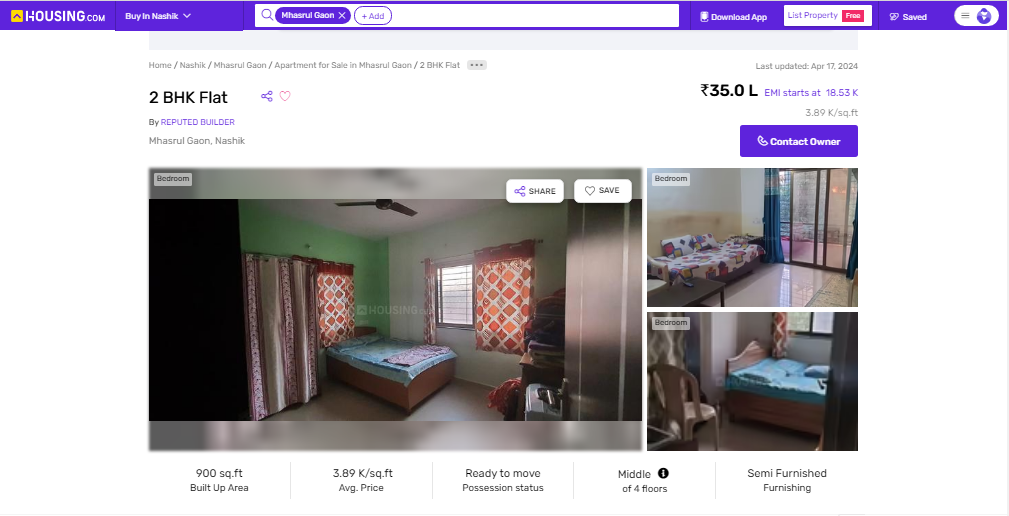 HOUSING.COM
Buy In Nashik
Mhasrul Gaon
+ Add
Download App
List Property Free
Saved
Home / Nashik / Mhasrul Gaon / Apartment for Sale in Mhasrul Gaon / 2 BHK Flat
Last updated: Apr 17, 2024
2 BHK Flat
₹35.0 L EMI starts at 18.53 K
3.89 K/sq.ft
By REPUTED BUILDER
Mhasrul Gaon, Nashik
Contact Owner
Bedroom
SHARE
SAVE
HOUSING
Bedroom
Bedroom
900 sq.ft
Built Up Area
3.89 K/sq.ft
Avg. Price
Ready to move
Possession status
Middle
of 4 floors
Semi Furnished
Furnishing